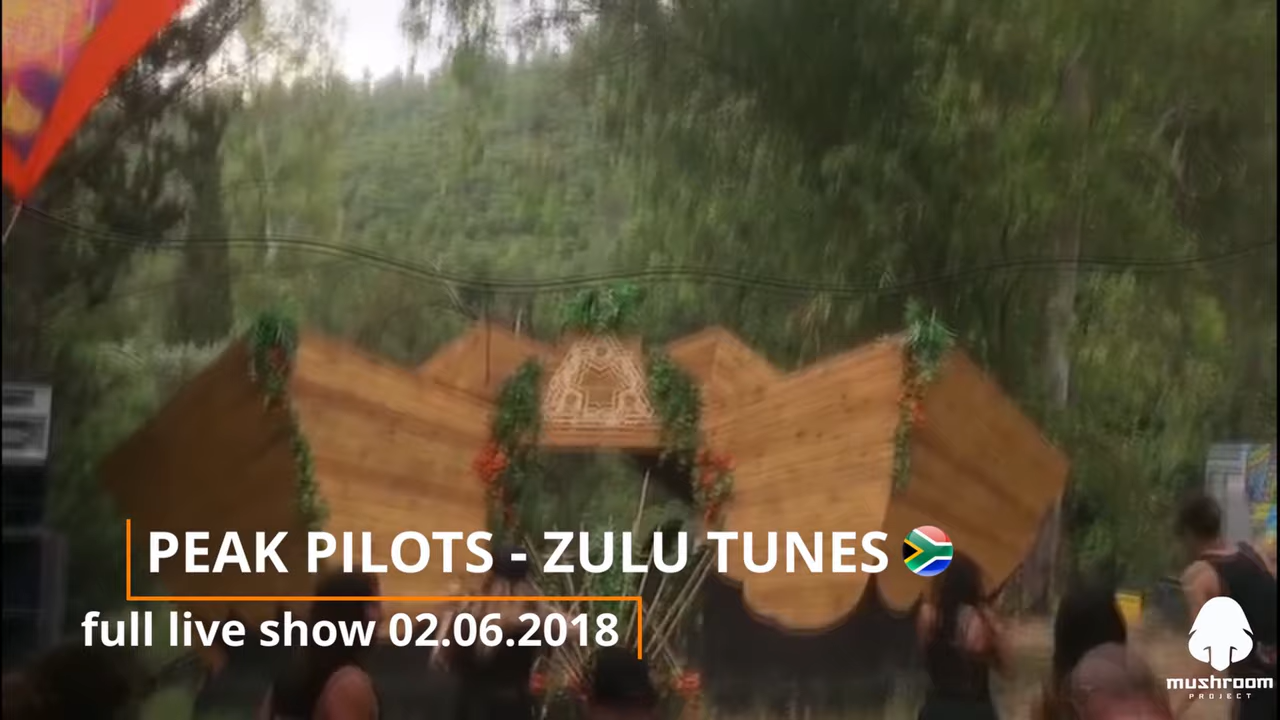 PEAK PILOTS - ZULU TUNES 🇿🇦
full live show 02.06.2018
mushroom
PROJECT